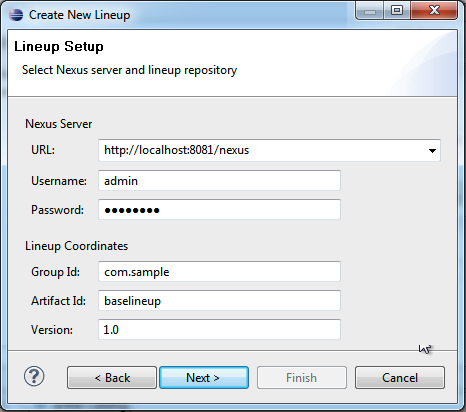 Create New Lineup
Lineup Setup
Select Nexus server and lineup repository
Nexus Server
URL: http://localhost:8081/nexus
Username: admin
Password: ●●●●●●●●
Lineup Coordinates
Group Id: com.sample
Artifact Id: baselineup
Version: 1.0
? < Back Next > Finish Cancel